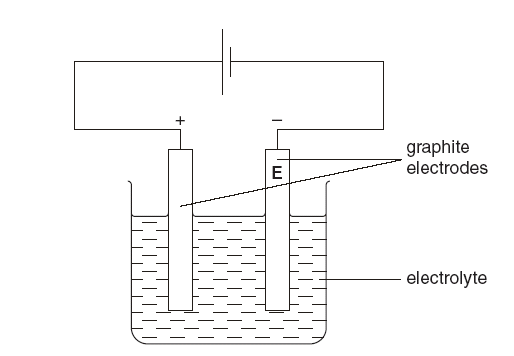 +
−
graphite
electrodes
E
electrolyte